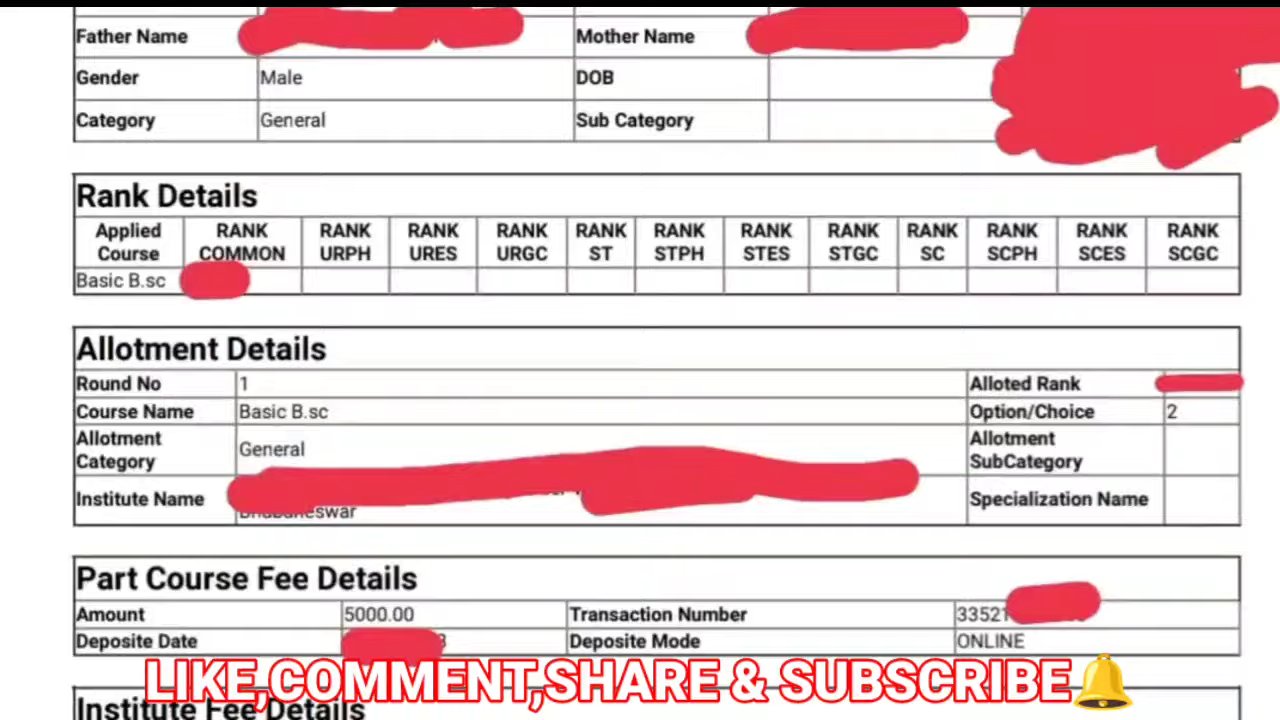 Father Name Mother Name
Gender Male DOB
Category General Sub Category
Rank Details
Applied Course RANK COMMON RANK URPH RANK URES RANK URGC RANK ST RANK STPH RANK STES RANK STGC RANK SC RANK SCPH RANK SCES RANK SCGC
Basic B.sc
Allotment Details
Round No 1 Alloted Rank
Course Name Basic B.sc Option/Choice 2
Allotment Category General Allotment SubCategory
Institute Name Bhubaneswar Specialization Name
Part Course Fee Details
Amount 5000.00 Transaction Number 33521
Deposite Date Deposite Mode ONLINE
LIKE,COMMENT,SHARE & SUBSCRIBE🔔
Institute Fee Details